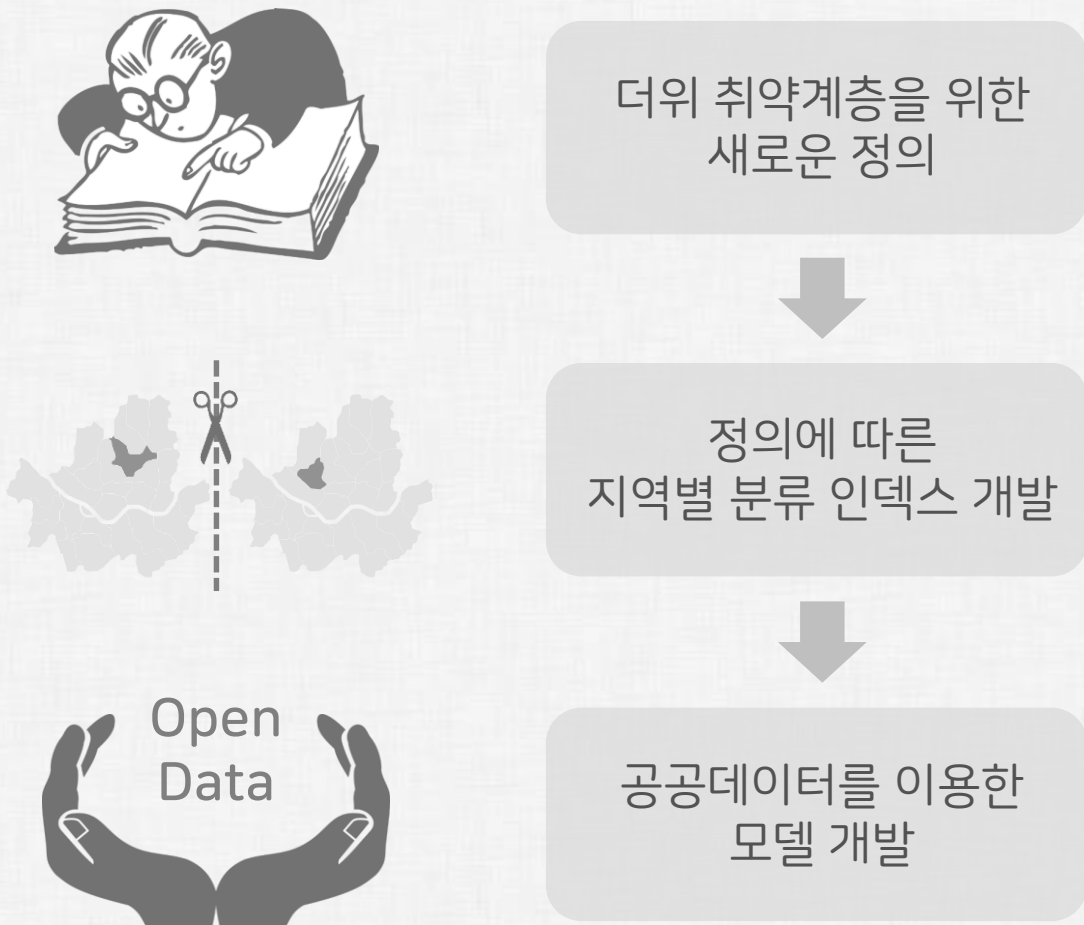 더위 취약계층을 위한
새로운 정의
정의에 따른
지역별 분류 인덱스 개발
Open
Data
공공데이터를 이용한
모델 개발